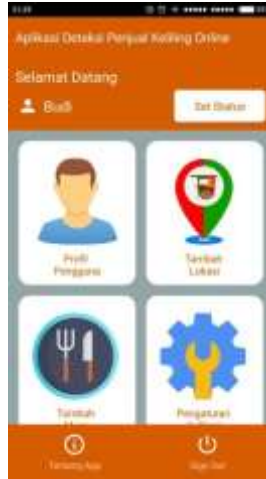 Aplikasi Deteksi Penjual Keliling Online
Selamat Datang
Budi
Set Status
Profil
Pengguna
Tambah
Lokasi
Tambah
Pengaturan
Tentang App
Sign Out